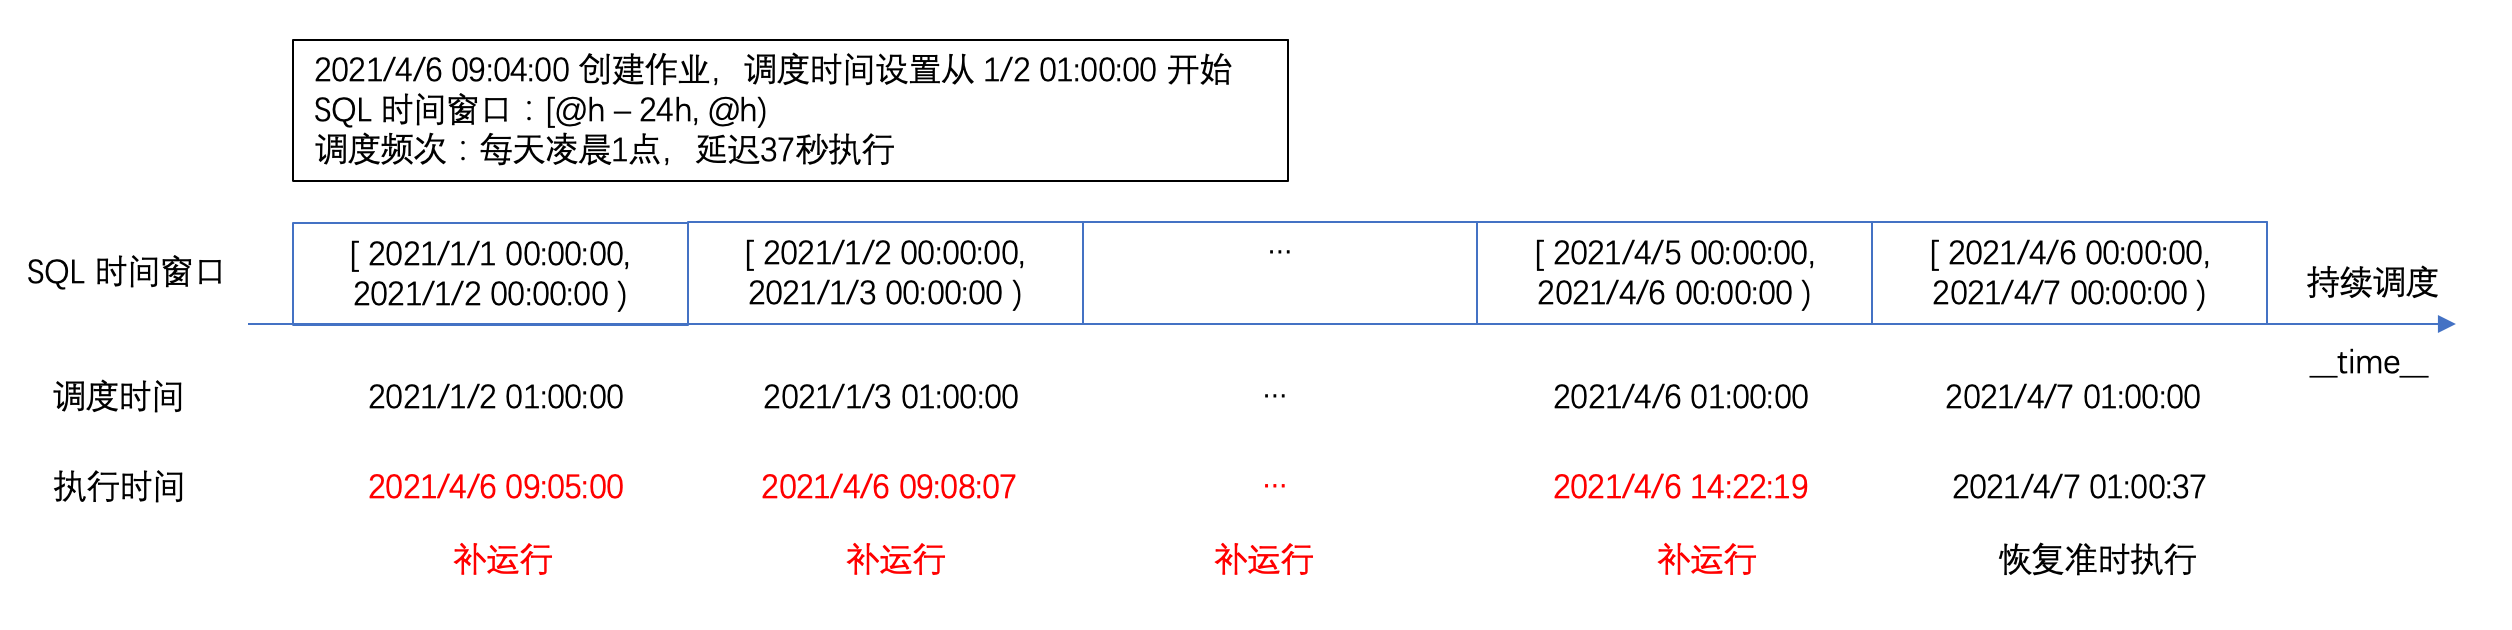 2021/4/6 09:04:00 创建作业，调度时间设置从 1/2 01:00:00 开始
SQL 时间窗口：[@h – 24h, @h)
调度频次：每天凑晨1点，延迟37秒执行
SQL 时间窗口
[ 2021/1/1 00:00:00,
2021/1/2 00:00:00 )
[ 2021/1/2 00:00:00,
2021/1/3 00:00:00 )
...
[ 2021/4/5 00:00:00,
2021/4/6 00:00:00 )
[ 2021/4/6 00:00:00,
2021/4/7 00:00:00 )
持续调度
__time__
调度时间
2021/1/2 01:00:00
2021/1/3 01:00:00
...
2021/4/6 01:00:00
2021/4/7 01:00:00
执行时间
2021/4/6 09:05:00
2021/4/6 09:08:07
...
2021/4/6 14:22:19
2021/4/7 01:00:37
补运行
补运行
补运行
补运行
恢复准时执行